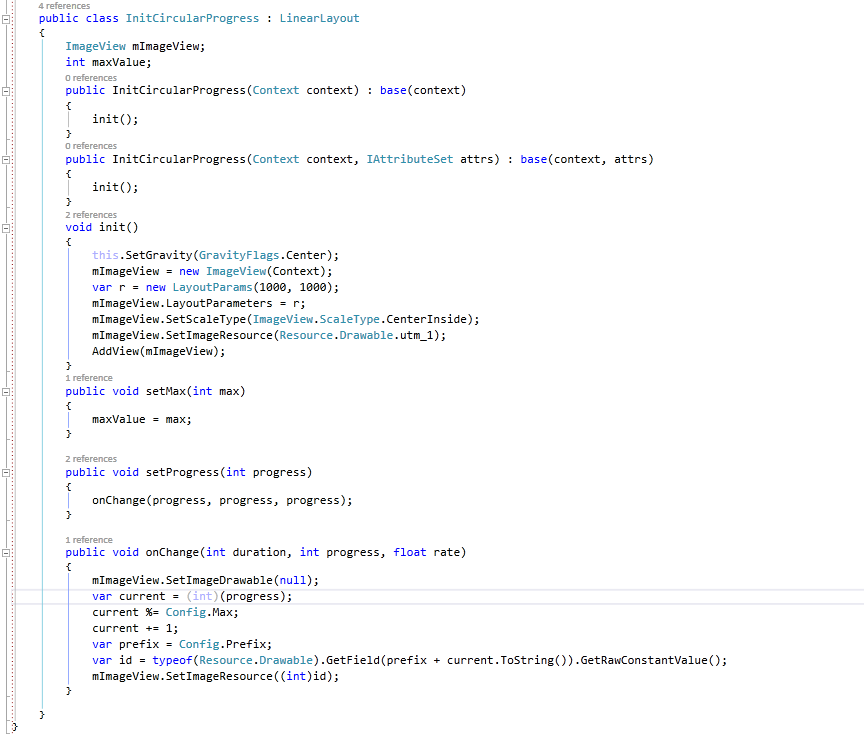 4 references
public class InitCircularProgress : LinearLayout
{
ImageView mImageView;
int maxValue;
0 references
public InitCircularProgress(Context context) : base(context)
{
init();
}
0 references
public InitCircularProgress(Context context, IAttributeSet attrs) : base(context, attrs)
{
init();
}
2 references
void init()
{
this.SetGravity(GravityFlags.Center);
mImageView = new ImageView(Context);
var r = new LayoutParams(1000, 1000);
mImageView.LayoutParameters = r;
mImageView.SetScaleType(ImageView.ScaleType.CenterInside);
mImageView.SetImageResource(Resource.Drawable.utm_1);
AddView(mImageView);
}
1 reference
public void setMax(int max)
{
maxValue = max;
}
2 references
public void setProgress(int progress)
{
onChange(progress, progress, progress);
}
1 reference
public void onChange(int duration, int progress, float rate)
{
mImageView.SetImageDrawable(null);
var current = (int)(progress);
current %= Config.Max;
current += 1;
var prefix = Config.Prefix;
var id = typeof(Resource.Drawable).GetField(prefix + current.ToString()).GetRawConstantValue();
mImageView.SetImageResource((int)id);
}
}
}